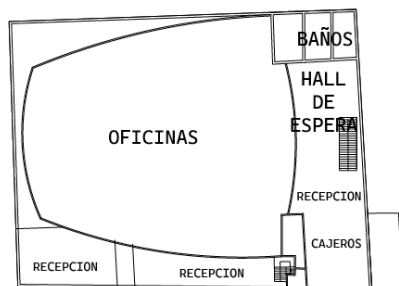 BAÑOS
HALL
DE
ESPERA
OFICINAS
RECEPCION
CAJEROS
RECEPCION
RECEPCION